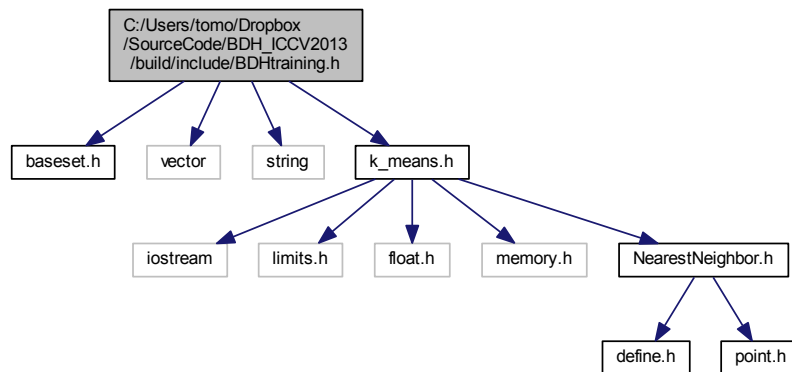 C:/Users/tomo/Dropbox
/SourceCode/BDH_ICCV2013
/build/include/BDHtraining.h
baseset.h
vector
string
k_means.h
iostream
limits.h
float.h
memory.h
NearestNeighbor.h
define.h
point.h